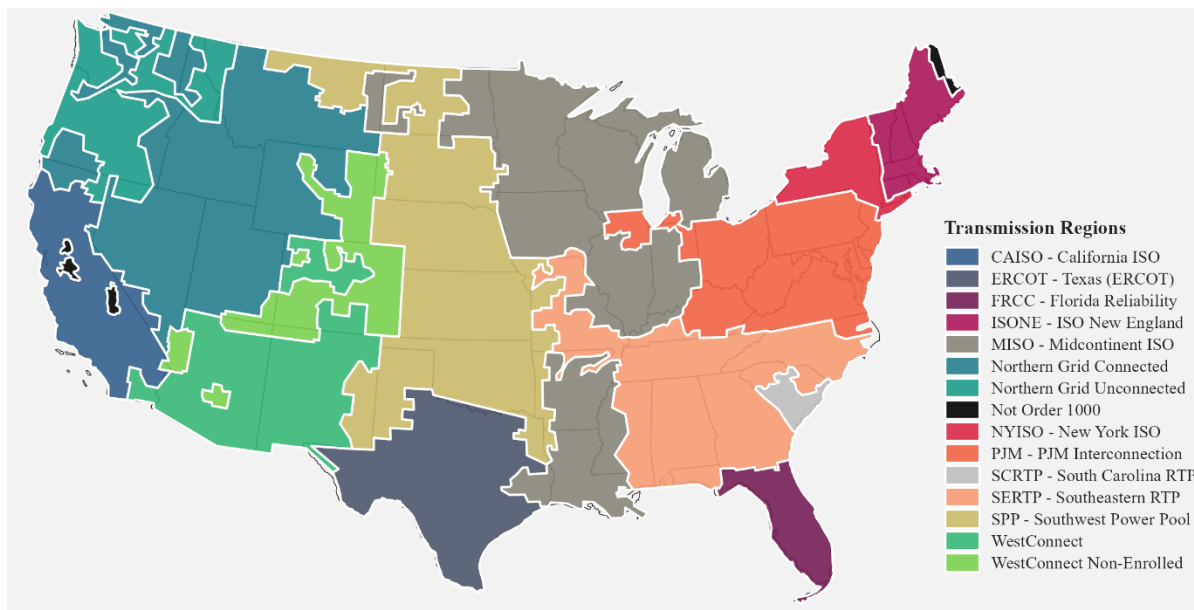 Transmission Regions
CAISO - California ISO
ERCOT - Texas (ERCOT)
FRCC - Florida Reliability
ISONE - ISO New England
MISO - Midcontinent ISO
Northern Grid Connected
Northern Grid Unconnected
Not Order 1000
NYISO - New York ISO
PJM - PJM Interconnection
SCRTP - South Carolina RTP
SERTP - Southeastern RTP
SPP - Southwest Power Pool
WestConnect
WestConnect Non-Enrolled